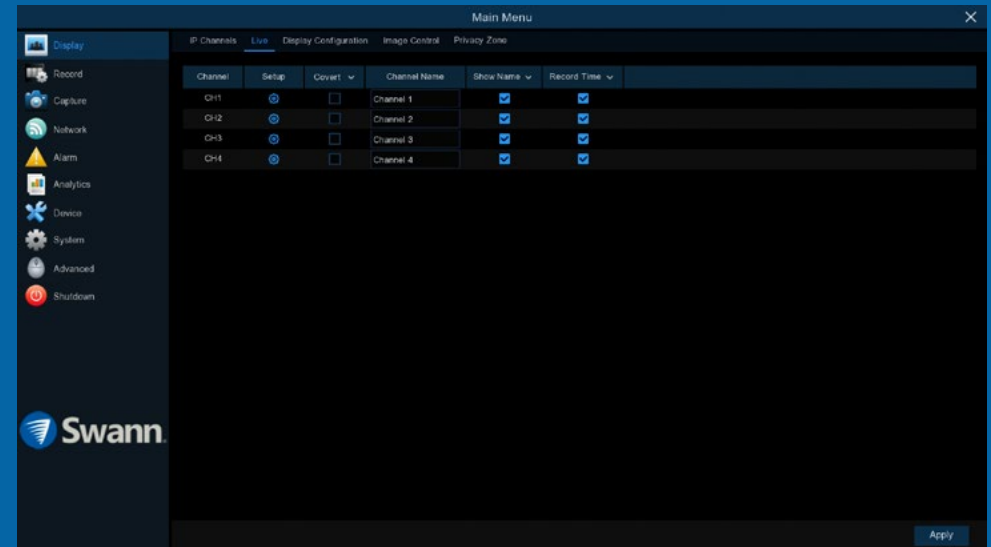 Main Menu
Display
IP Channels Live Display Configuration Image Control Privacy Zone
Record
Channel Setup Covert Channel Name Show Name Record Time
Capture
CH1 Channel 1
CH2 Channel 2
Network
CH3 Channel 3
Alarm
CH4 Channel 4
Analytics
Device
System
Advanced
Shutdown
Swann.
Apply